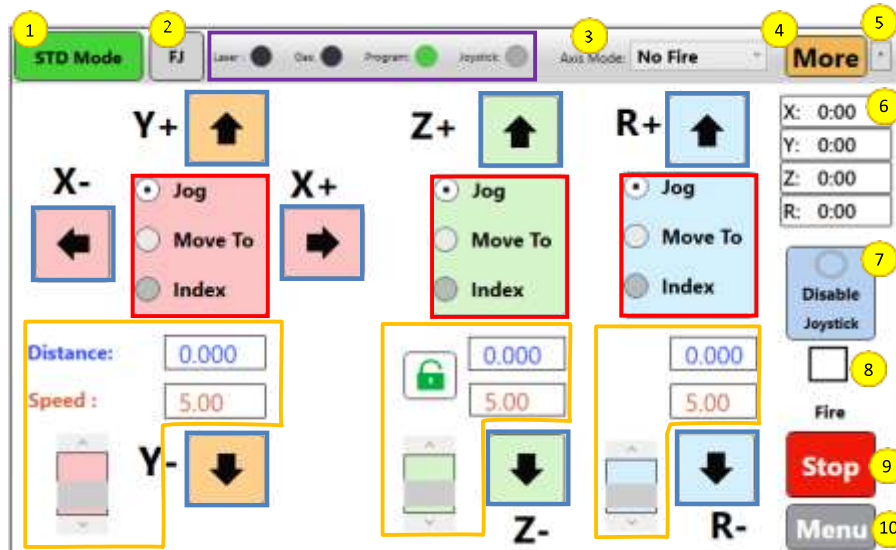 1 2 3 4 5
STD Mode FJ Laser : Gas: Program: Joystick: Axis Mode: No Fire More
6
X: 0:00
Y: 0:00
Z: 0:00
R: 0:00
Y+ Z+ R+
X- X+
Jog Jog Jog
Move To Move To Move To
Index Index Index
7
Disable
Joystick
Distance: 0.000 0.000 0.000
8
Speed : 5.00 5.00 5.00
Fire
Y-
Stop 9
Z- R-
Menu 10